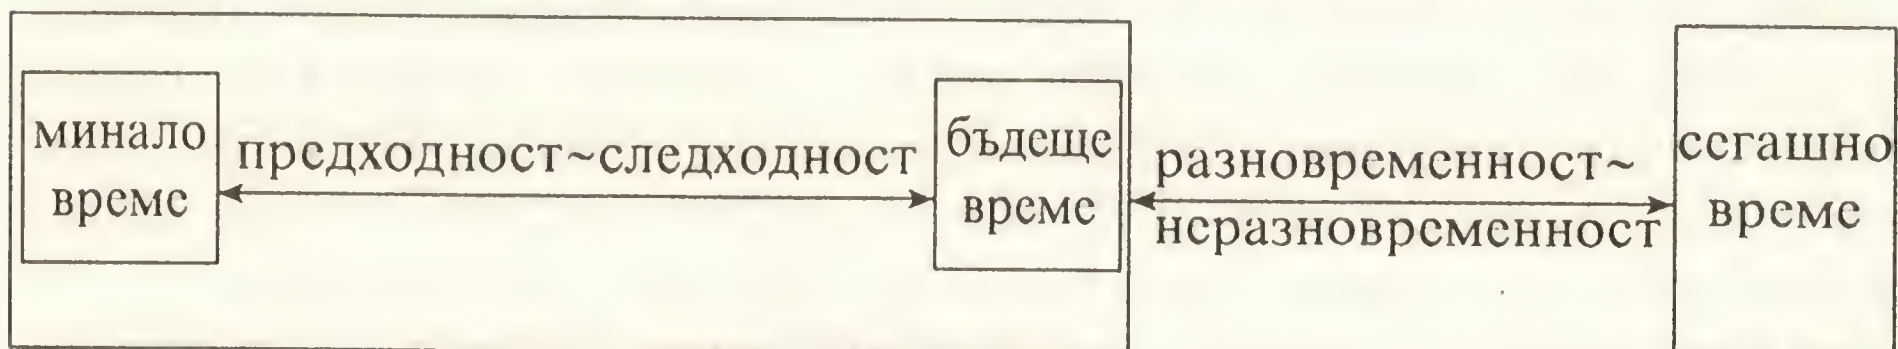 минало
време
предходност~следходност
бъдеще
време
разновременност~
неразновременност
сегашно
време